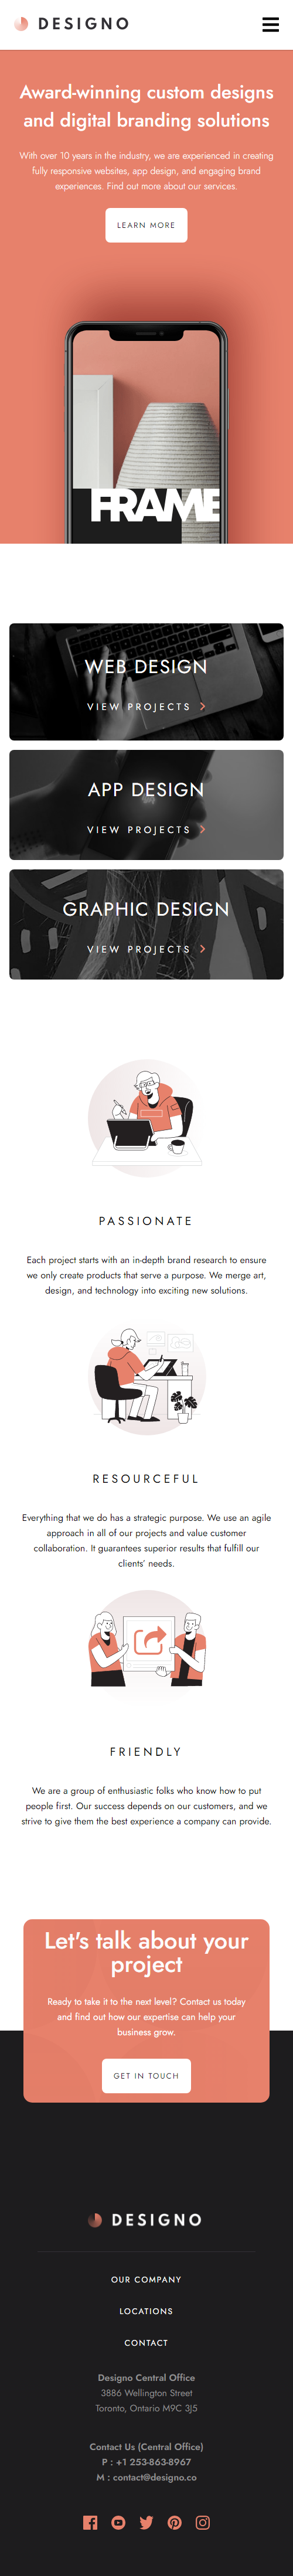 DESIGNO
Award-winning custom designs
and digital branding solutions
With over 10 years in the industry, we are experienced in creating
fully responsive websites, app design, and engaging brand
experiences. Find out more about our services.
LEARN MORE
FRAME
WEB DESIGN
VIEW PROJECTS
APP DESIGN
VIEW PROJECTS
GRAPHIC DESIGN
VIEW PROJECTS
PASSIONATE
Each project starts with an in-depth brand research to ensure
we only create products that serve a purpose. We merge art,
design, and technology into exciting new solutions.
RESOURCEFUL
Everything that we do has a strategic purpose. We use an agile
approach in all of our projects and value customer
collaboration. It guarantees superior results that fulfill our
clients’ needs.
FRIENDLY
We are a group of enthusiastic folks who know how to put
people first. Our success depends on our customers, and we
strive to give them the best experience a company can provide.
Let's talk about your
project
Ready to take it to the next level? Contact us today
and find out how our expertise can help your
business grow.
GET IN TOUCH
DESIGNO
OUR COMPANY
LOCATIONS
CONTACT
Designo Central Office
3886 Wellington Street
Toronto, Ontario M9C 3J5
Contact Us (Central Office)
P : +1 253-863-8967
M : contact@designo.co